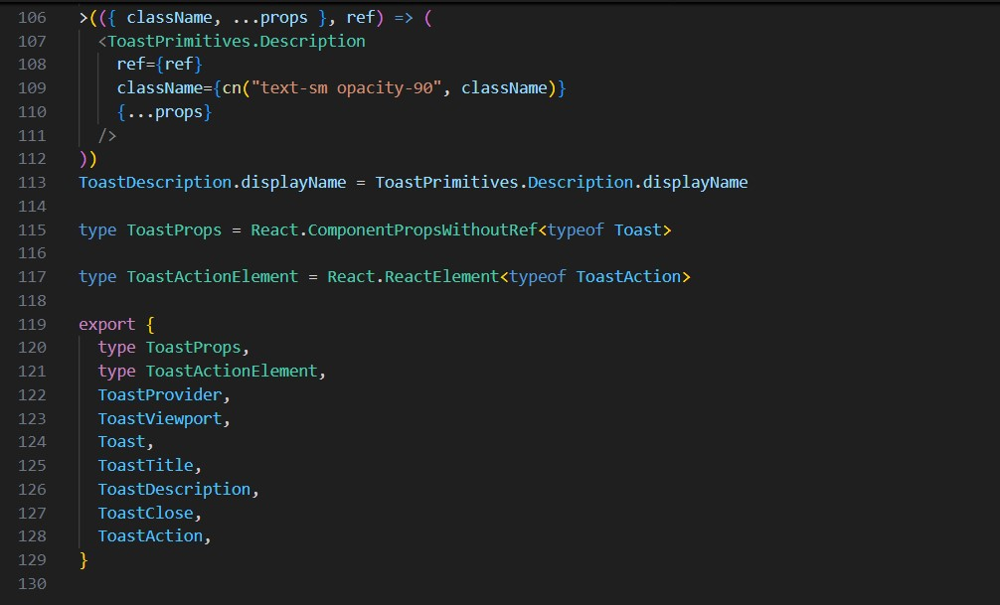 106 >(({ className, ...props }, ref) => (
107   <ToastPrimitives.Description
108     ref={ref}
109     className={cn("text-sm opacity-90", className)}
110     {...props}
111   />
112 ))
113 ToastDescription.displayName = ToastPrimitives.Description.displayName
114
115 type ToastProps = React.ComponentPropsWithoutRef<typeof Toast>
116
117 type ToastActionElement = React.ReactElement<typeof ToastAction>
118
119 export {
120   type ToastProps,
121   type ToastActionElement,
122   ToastProvider,
123   ToastViewport,
124   Toast,
125   ToastTitle,
126   ToastDescription,
127   ToastClose,
128   ToastAction,
129 }
130